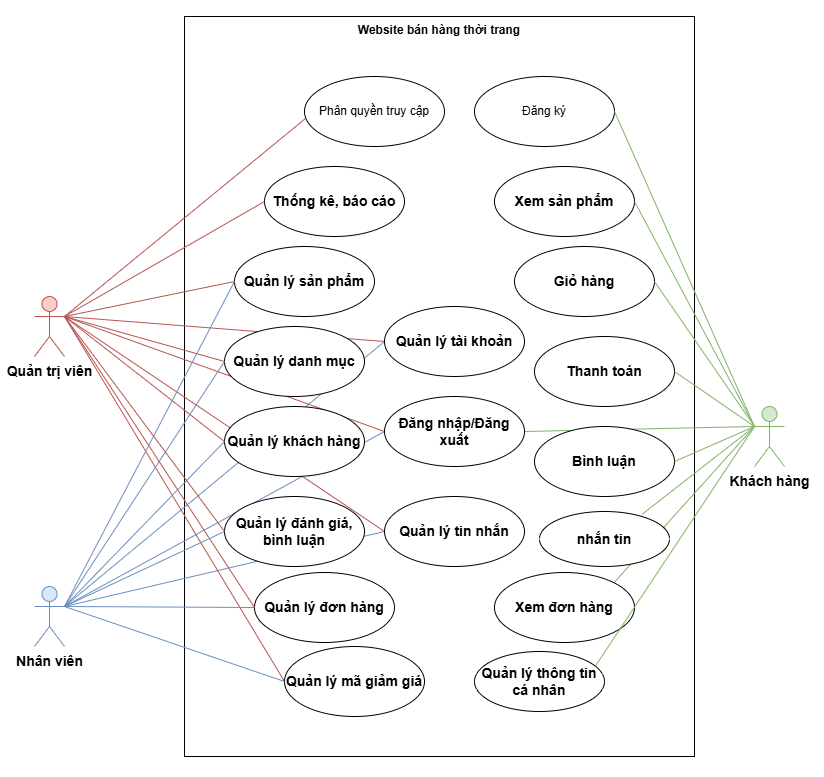 Website bán hàng thời trang
Phân quyền truy cập
Đăng ký
Thống kê, báo cáo
Xem sản phẩm
Quản lý sản phẩm
Giỏ hàng
Quản lý tài khoản
Quản lý danh mục
Thanh toán
Quản trị viên
Đăng nhập/Đăng
xuất
Quản lý khách hàng
Bình luận
Khách hàng
Quản lý đánh giá,
bình luận
Quản lý tin nhắn
nhắn tin
Quản lý đơn hàng
Xem đơn hàng
Nhân viên
Quản lý mã giảm giá
Quản lý thông tin
cá nhân